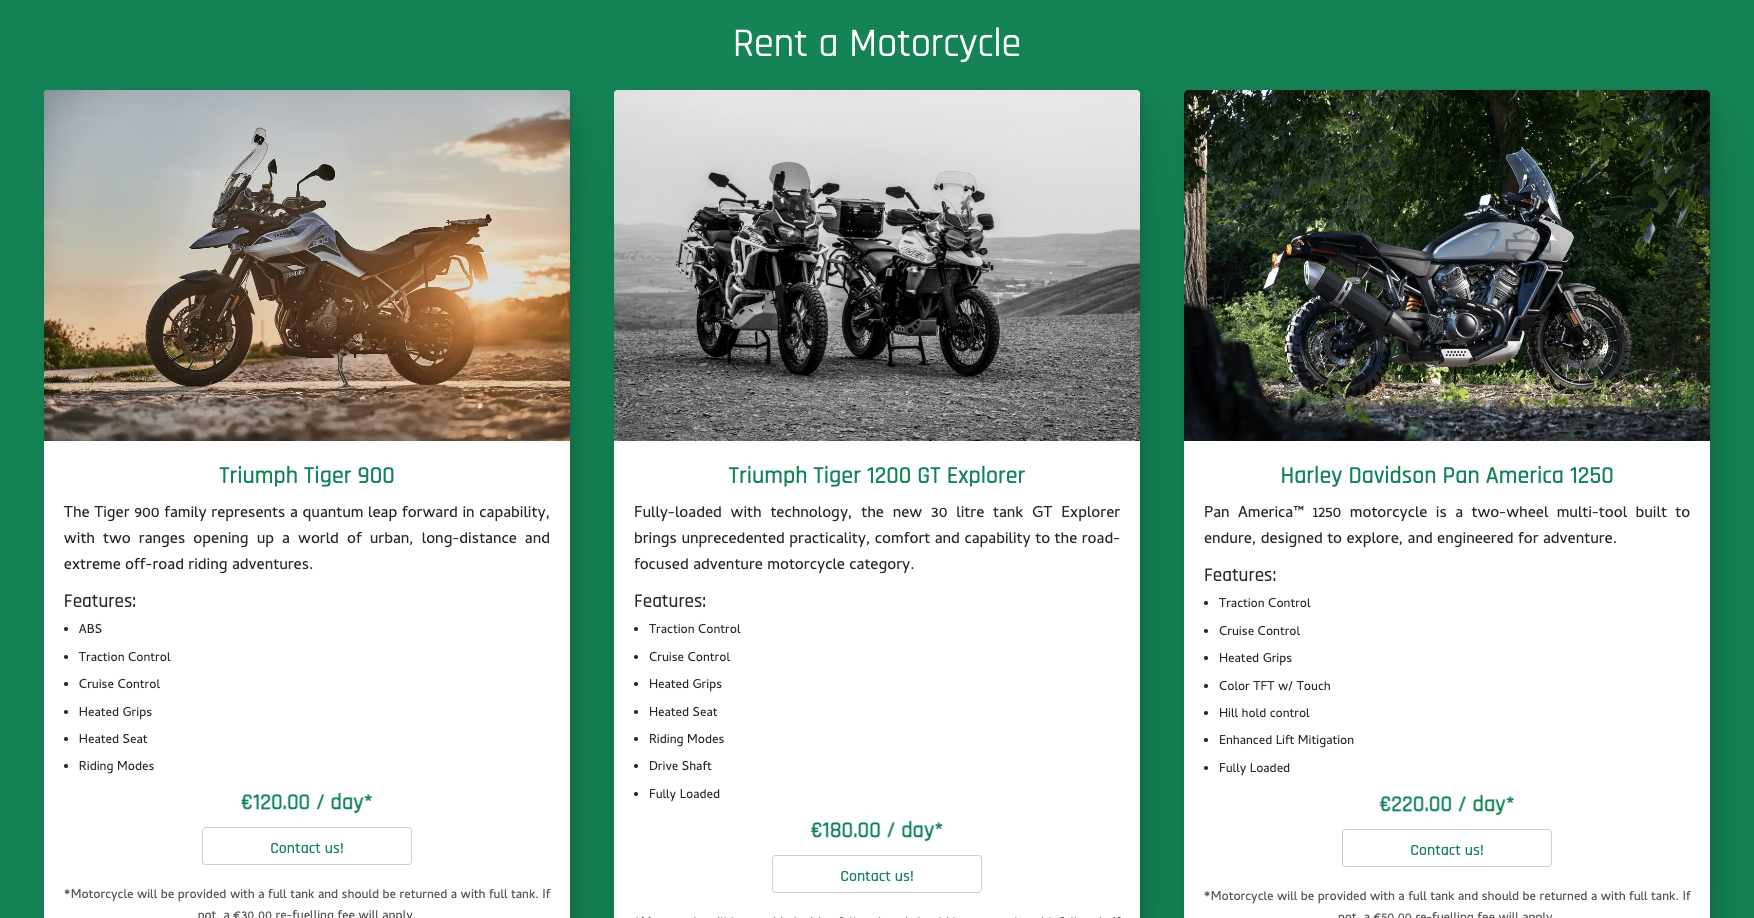 Rent a Motorcycle
Triumph Tiger 900
The Tiger 900 family represents a quantum leap forward in capability,
with two ranges opening up a world of urban, long-distance and
extreme off-road riding adventures.
Features:
ABS
Traction Control
Cruise Control
Heated Grips
Heated Seat
Riding Modes
€120.00 / day*
Contact us!
*Motorcycle will be provided with a full tank and should be returned a with full tank. If
not, a €30.00 re-fuelling fee will apply.
Triumph Tiger 1200 GT Explorer
Fully-loaded with technology, the new 30 litre tank GT Explorer
brings unprecedented practicality, comfort and capability to the road-
focused adventure motorcycle category.
Features:
Traction Control
Cruise Control
Heated Grips
Heated Seat
Riding Modes
Drive Shaft
Fully Loaded
€180.00 / day*
Contact us!
Harley Davidson Pan America 1250
Pan America™ 1250 motorcycle is a two-wheel multi-tool built to
endure, designed to explore, and engineered for adventure.
Features:
Traction Control
Cruise Control
Heated Grips
Color TFT w/ Touch
Hill hold control
Enhanced Lift Mitigation
Fully Loaded
€220.00 / day*
Contact us!
*Motorcycle will be provided with a full tank and should be returned a with full tank. If
not, a €50.00 re-fuelling fee will apply.